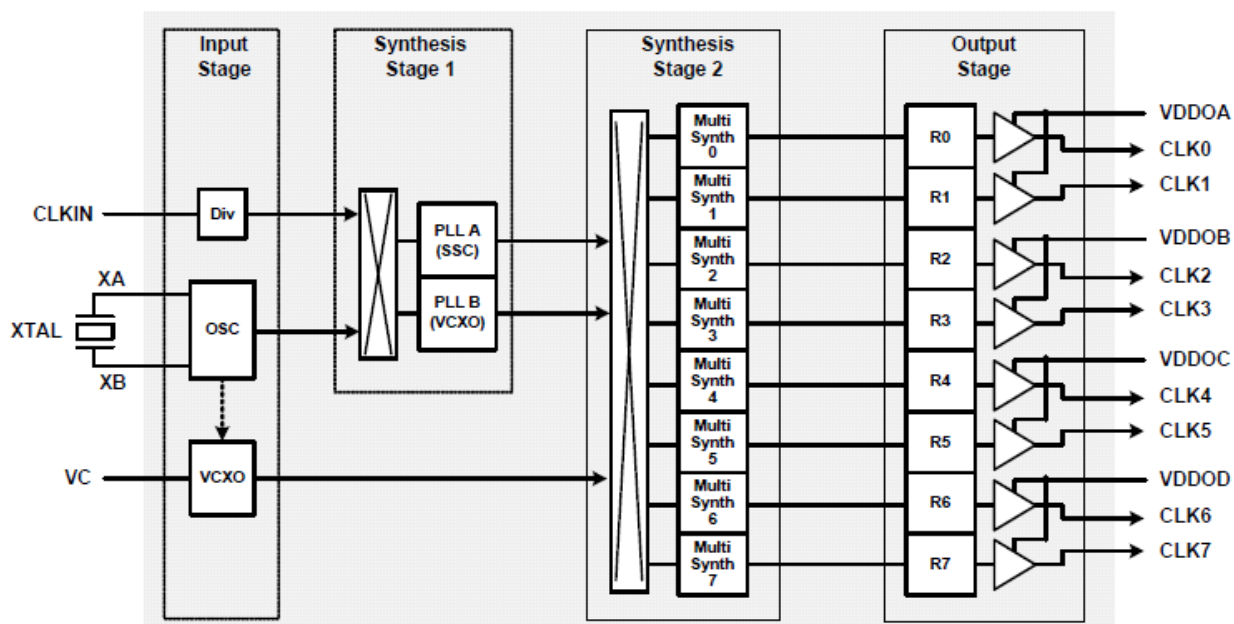 Input
Stage
Synthesis
Stage 1
Synthesis
Stage 2
Output
Stage
CLKIN
Div
XA
XTAL
OSC
XB
VC
VCXO
PLL A
(SSC)
PLL B
(VCXO)
Multi
Synth
0
Multi
Synth
1
Multi
Synth
2
Multi
Synth
3
Multi
Synth
4
Multi
Synth
5
Multi
Synth
6
Multi
Synth
7
R0
R1
R2
R3
R4
R5
R6
R7
VDDOA
CLK0
CLK1
VDDOB
CLK2
CLK3
VDDOC
CLK4
CLK5
VDDOD
CLK6
CLK7